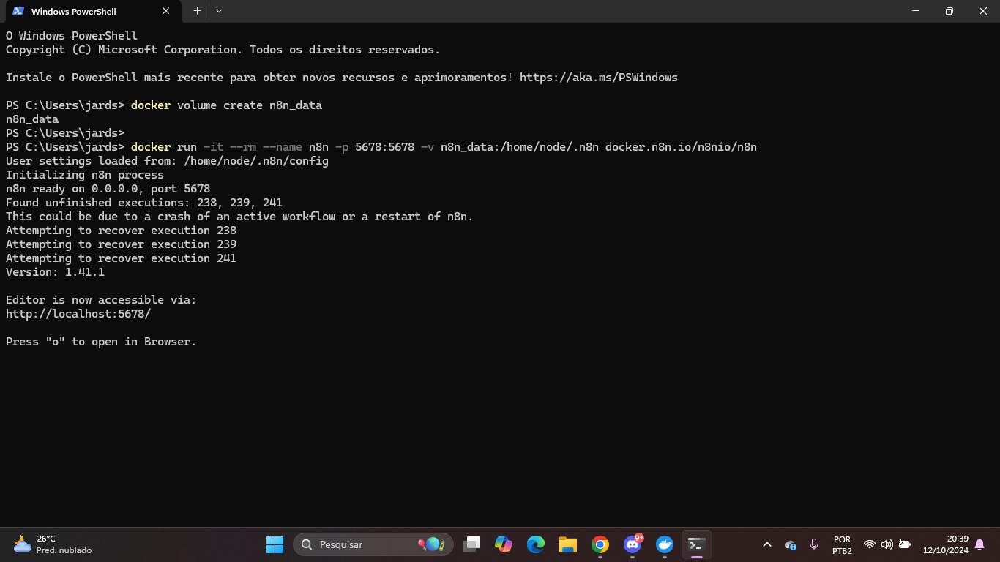 Windows PowerShell
O Windows PowerShell
Copyright (C) Microsoft Corporation. Todos os direitos reservados.
Instale o PowerShell mais recente para obter novos recursos e aprimoramentos! https://aka.ms/PSWindows
PS C:\Users\jards> docker volume create n8n_data
n8n_data
PS C:\Users\jards>
PS C:\Users\jards> docker run -it --rm --name n8n -p 5678:5678 -v n8n_data:/home/node/.n8n docker.n8n.io/n8nio/n8n
User settings loaded from: /home/node/.n8n/config
Initializing n8n process
n8n ready on 0.0.0.0, port 5678
Found unfinished executions: 238, 239, 241
This could be due to a crash of an active workflow or a restart of n8n.
Attempting to recover execution 238
Attempting to recover execution 239
Attempting to recover execution 241
Version: 1.41.1
Editor is now accessible via:
http://localhost:5678/
Press "o" to open in Browser.
26°C
Pred. nublado
Pesquisar
9+
POR
PTB2
20:39
12/10/2024